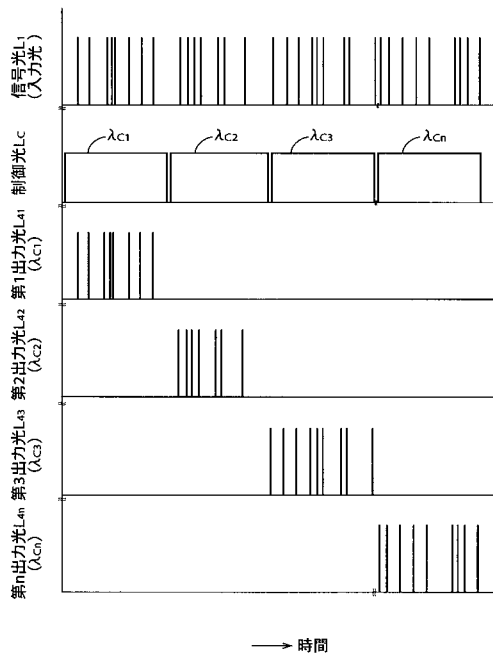 信号光L1
(入力光)
制御光LC
λC1
λC2
λC3
λCn
第1出力光L41
(λC1)
第2出力光L42
(λC2)
第3出力光L43
(λC3)
第n出力光L4n
(λCn)
→ 時間